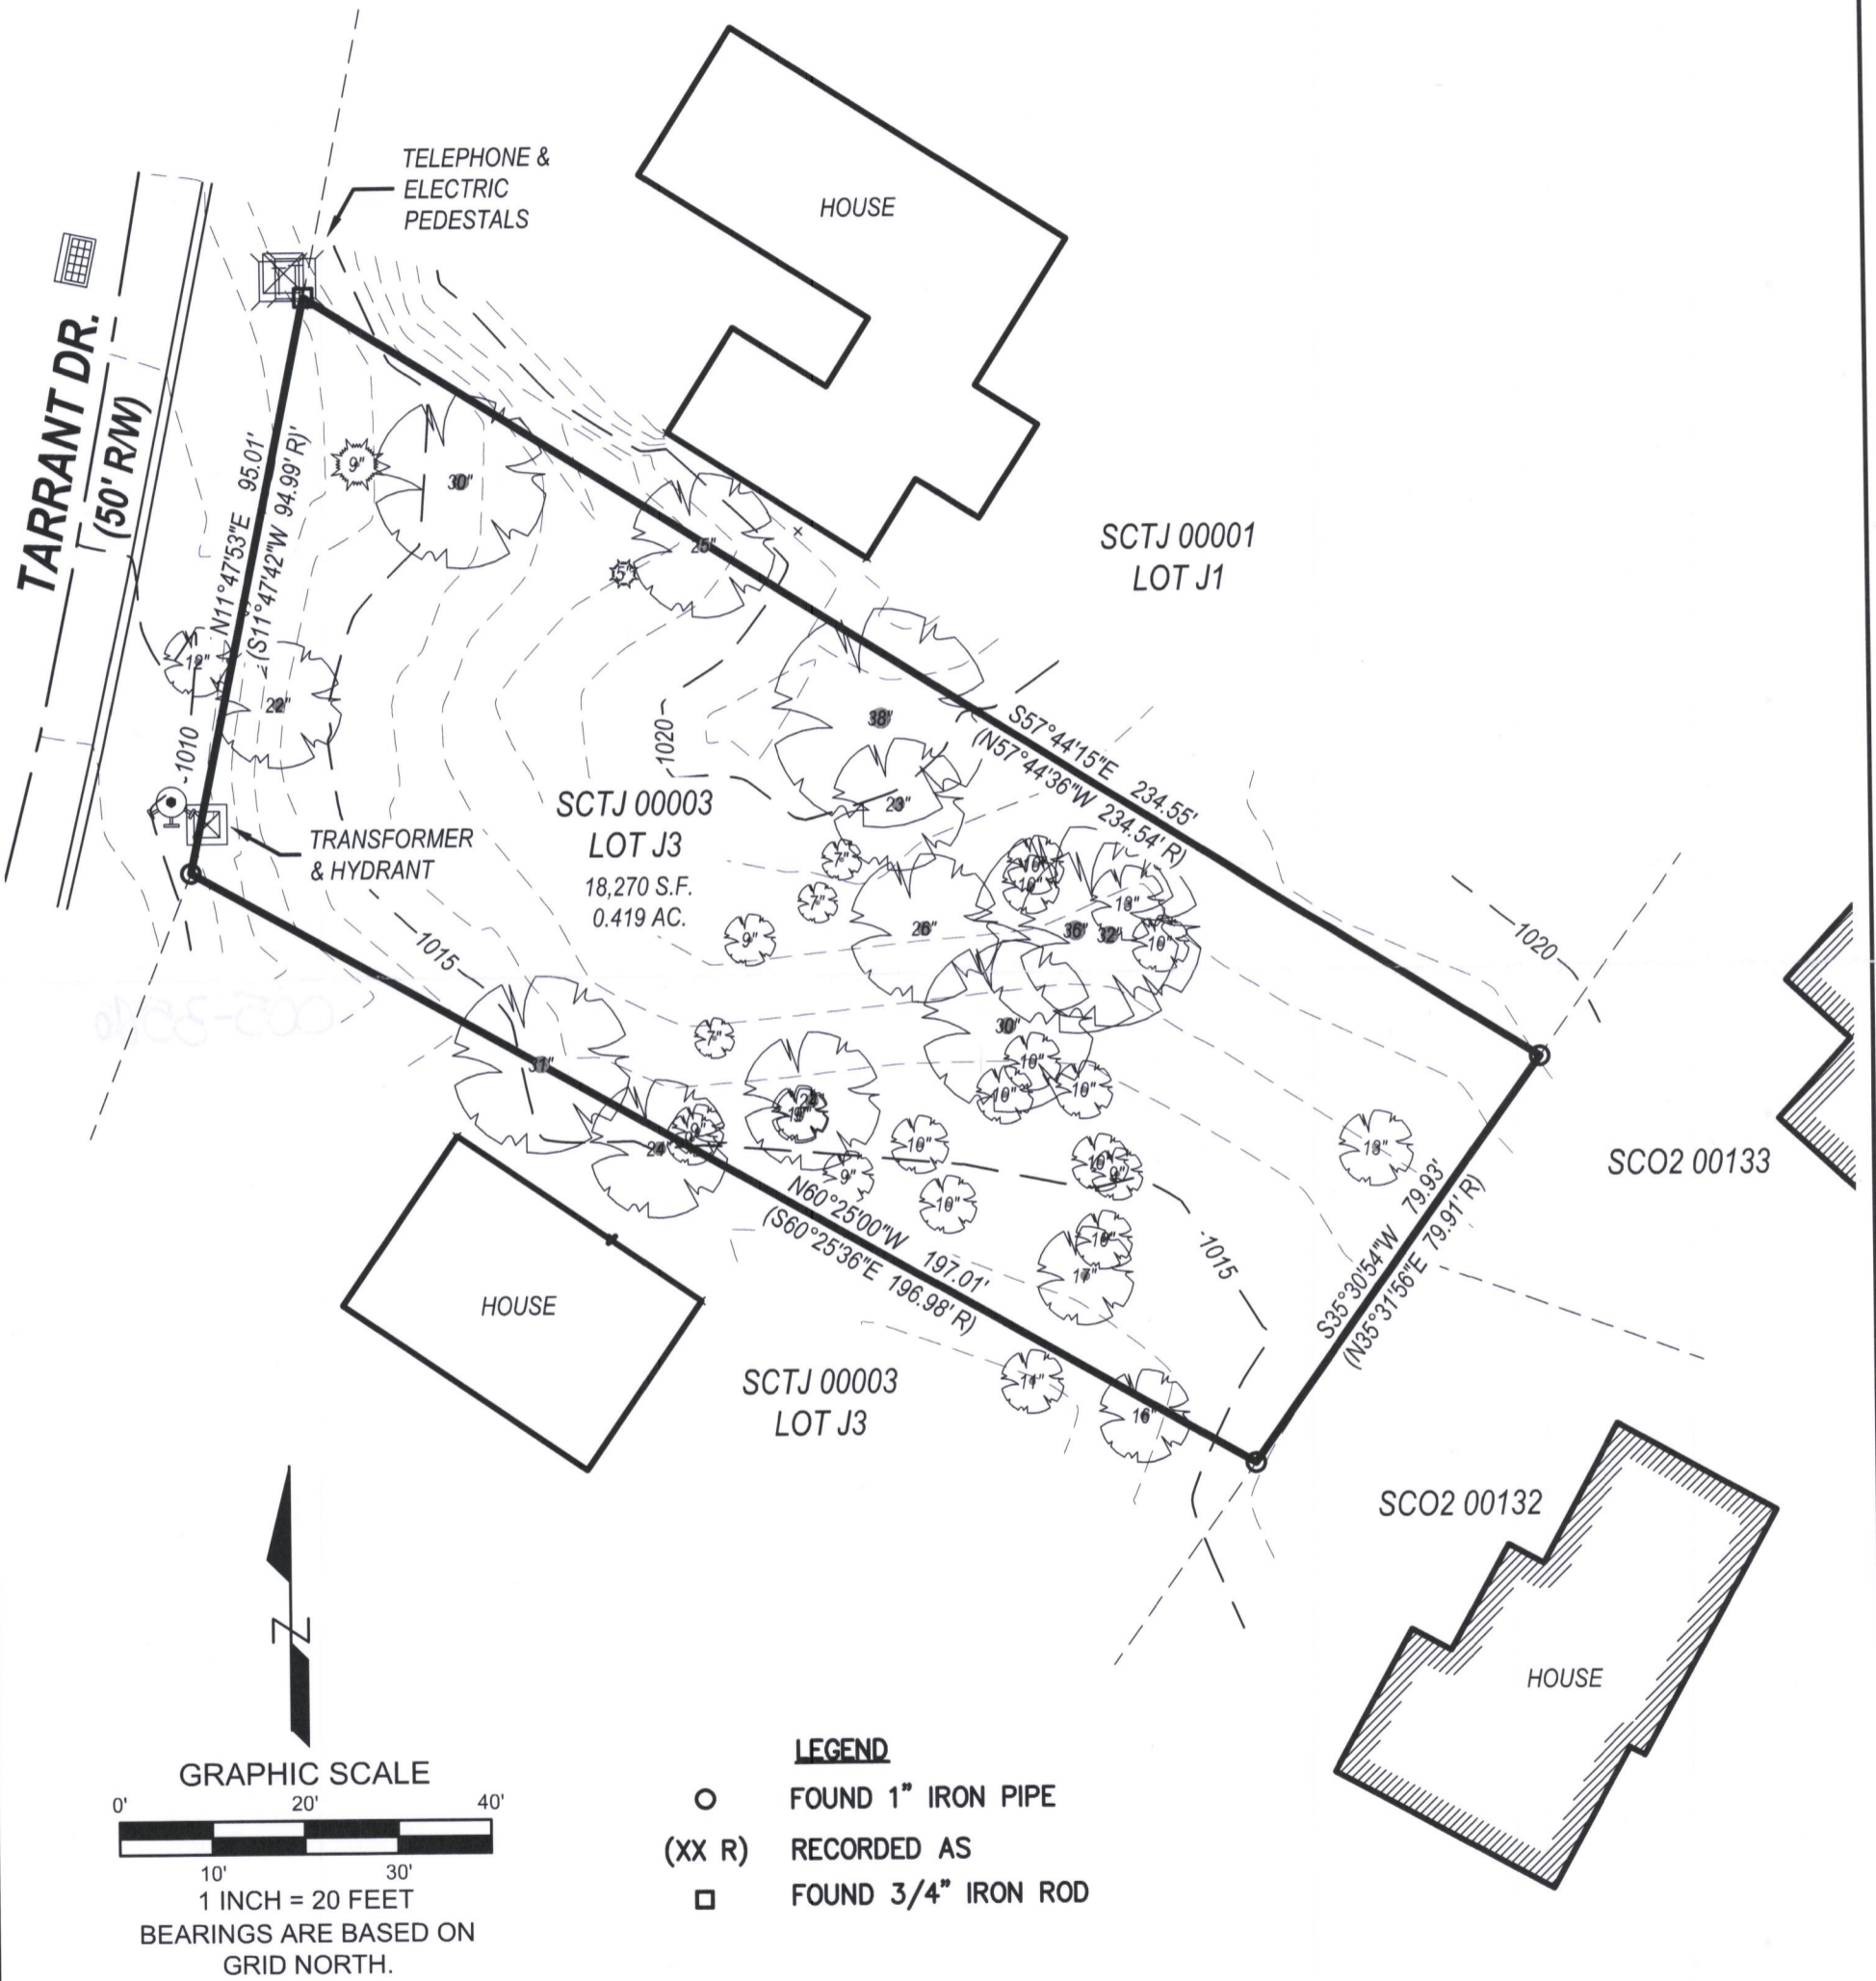 TELEPHONE &
ELECTRIC
PEDESTALS
HOUSE
TARRANT DR.
(50' R/W)
N11°47'53"E 95.01'
(S11°47'42"W 94.99' R)'
9"
30"
25"
5"
SCTJ 00001
LOT J1
12"
22"
1010
1020
38"
S57°44'15"E 234.55'
(N57°44'36"W 234.54' R)
23"
SCTJ 00003
LOT J3
18,270 S.F.
0.419 AC.
TRANSFORMER
& HYDRANT
7"
7"
9"
26"
10"
10"
18"
36"
32"
10"
1015
1020
7"
30"
31"
24"
9"
10"
10"
10"
10"
9"
10"
10"
9"
18"
SCO2 00133
N60°25'00"W 197.01'
(S60°25'36"E 196.98' R)
10"
17"
1015
S35°30'54"W 79.93'
(N35°31'56"E 79.91' R)
HOUSE
SCTJ 00003
LOT J3
14"
16"
SCO2 00132
HOUSE
N
GRAPHIC SCALE
0' 20' 40'
10' 30'
1 INCH = 20 FEET
BEARINGS ARE BASED ON
GRID NORTH.
LEGEND
FOUND 1" IRON PIPE
(XX R) RECORDED AS
FOUND 3/4" IRON ROD